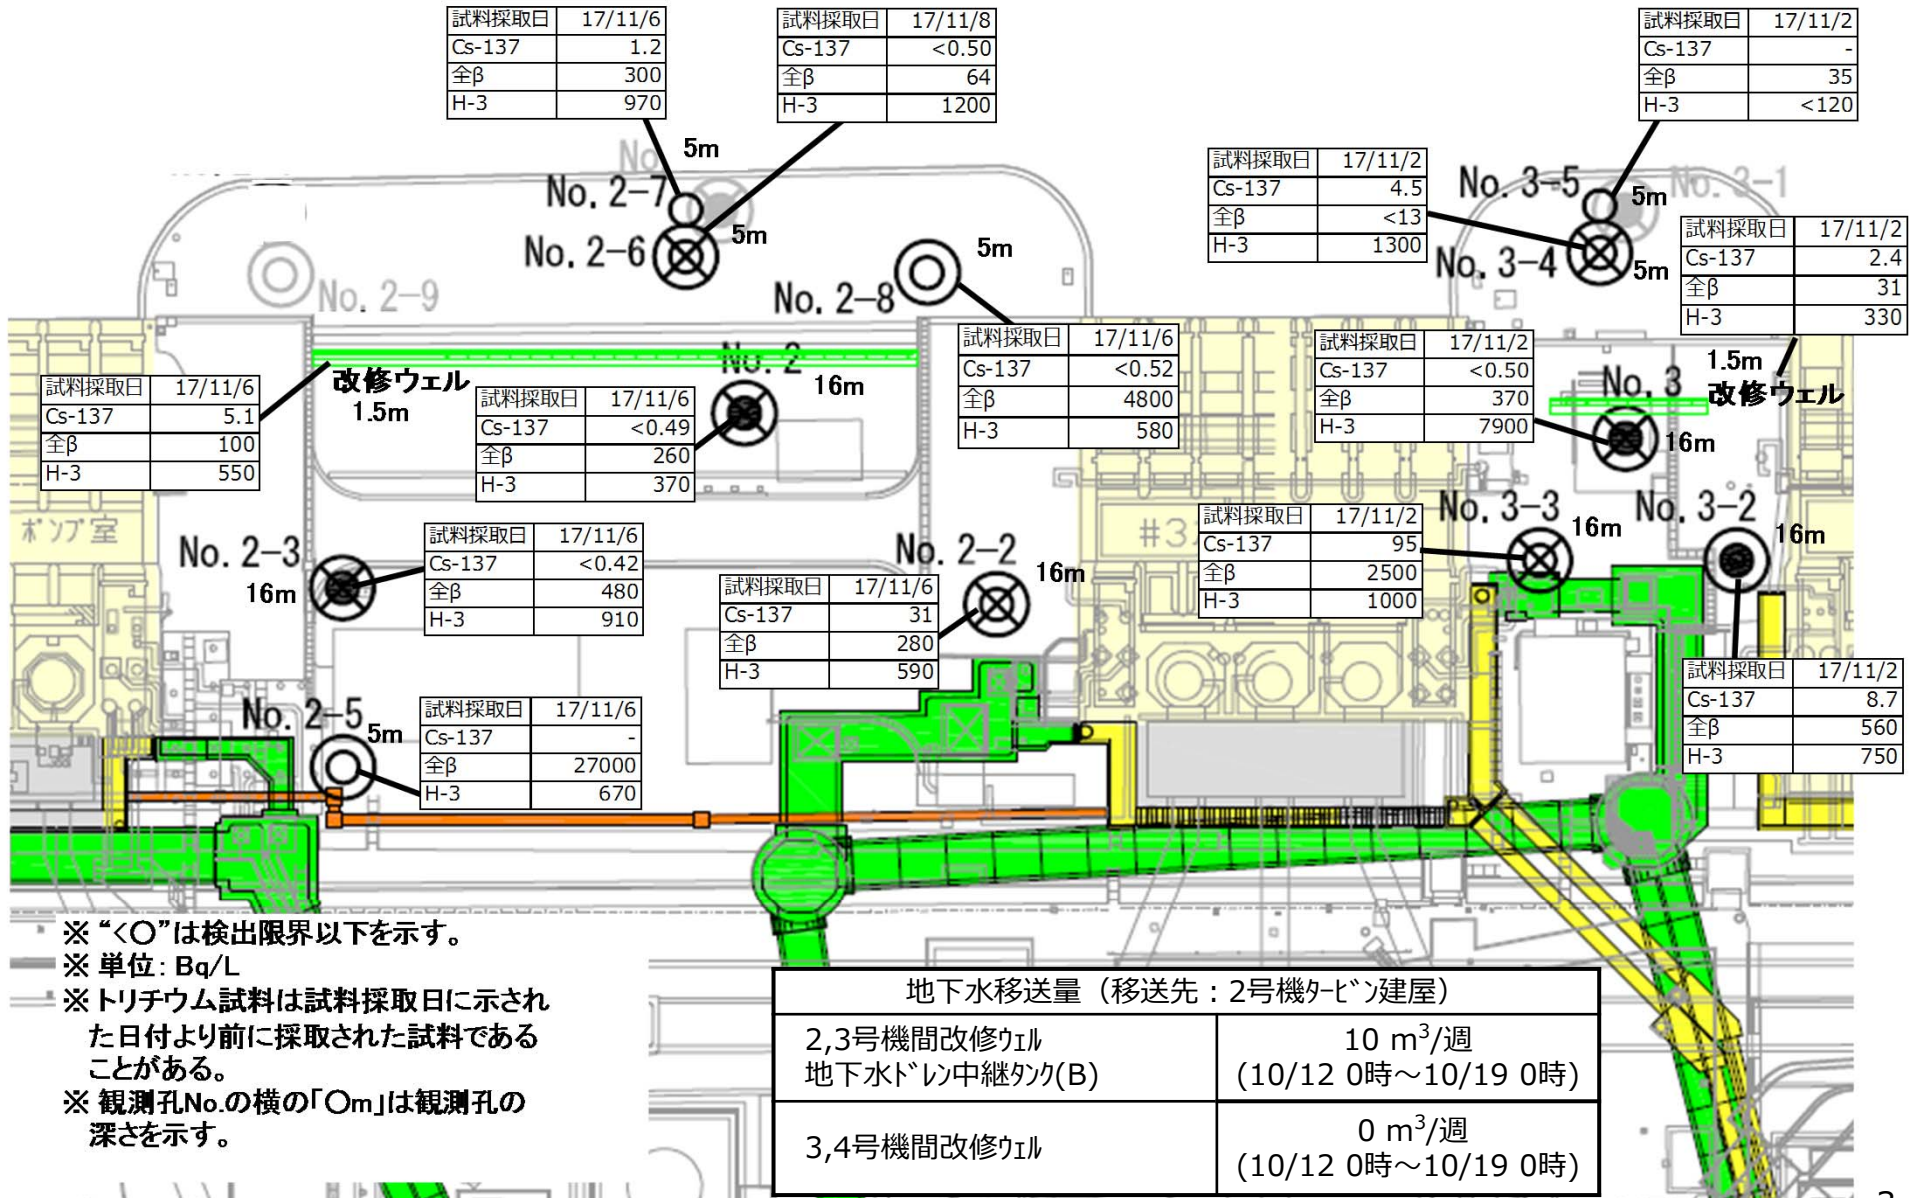 試料採取日 17/11/6
Cs-137 1.2
全β 300
H-3 970
試料採取日 17/11/8
Cs-137 <0.50
全β 64
H-3 1200
試料採取日 17/11/2
Cs-137 -
全β 35
H-3 <120
No. 5m
No. 2-7
No. 2-6 5m
No. 2-9
No. 2-8 5m
試料採取日 17/11/2
Cs-137 4.5
全β <13
H-3 1300
No. 3-5 5m No. 3-1
No. 3-4 5m
試料採取日 17/11/2
Cs-137 2.4
全β 31
H-3 330
1.5m
改修ウェル
試料採取日 17/11/6
Cs-137 5.1
全β 100
H-3 550
改修ウェル
1.5m
No. 2 16m
試料採取日 17/11/6
Cs-137 <0.49
全β 260
H-3 370
試料採取日 17/11/6
Cs-137 <0.52
全β 4800
H-3 580
試料採取日 17/11/2
Cs-137 <0.50
全β 370
H-3 7900
No. 3 16m
ポンプ室
No. 2-3
16m
試料採取日 17/11/6
Cs-137 <0.42
全β 480
H-3 910
No. 2-2 16m
試料採取日 17/11/6
Cs-137 31
全β 280
H-3 590
#3
試料採取日 17/11/2
Cs-137 95
全β 2500
H-3 1000
No. 3-3 16m
No. 3-2 16m
試料採取日 17/11/2
Cs-137 8.7
全β 560
H-3 750
No. 2-5 5m
試料採取日 17/11/6
Cs-137 -
全β 27000
H-3 670
※ “<〇”は検出限界以下を示す。
※ 単位: Bq/L
※ トリチウム試料は試料採取日に示され
た日付より前に採取された試料である
ことがある。
※ 観測孔No.の横の「〇m」は観測孔の
深さを示す。
地下水移送量（移送先：2号機ﾀｰﾋﾞﾝ建屋）
2,3号機間改修ｳｪﾙ
地下水ﾄﾞﾚﾝ中継ﾀﾝｸ(B)
10 m³/週
(10/12 0時～10/19 0時)
3,4号機間改修ｳｪﾙ
0 m³/週
(10/12 0時～10/19 0時)